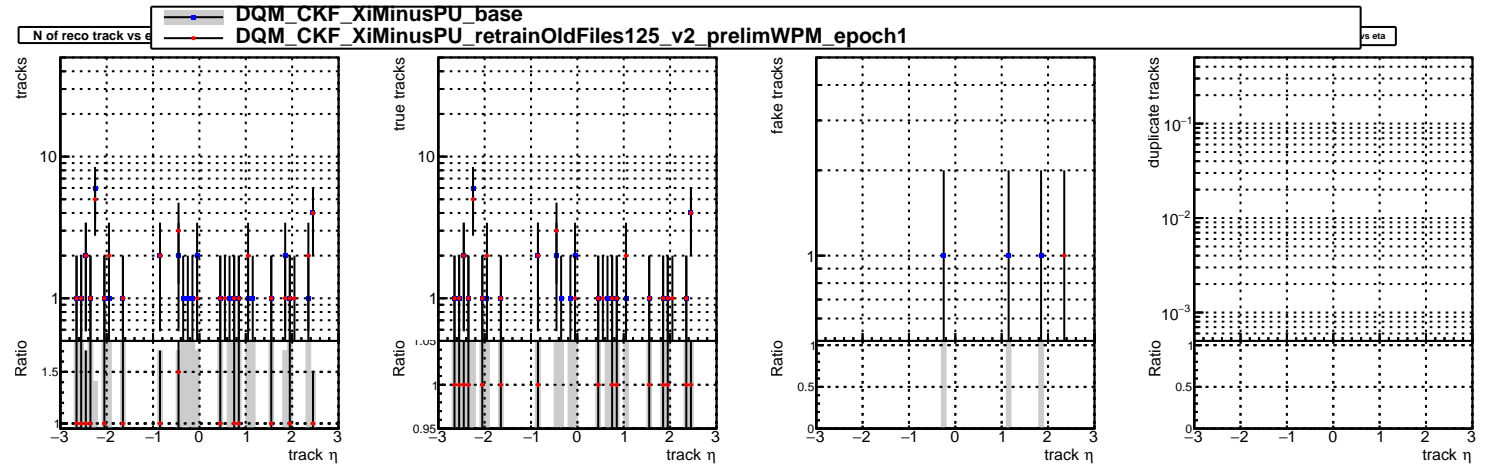 DQM_CKF_XiMinusPU_base
DQM_CKF_XiMinusPU_retrainOldFiles125_v2_prelimWPM_epoch1
N of reco track vs e
vs eta
tracks
10
1
Ratio
1.5
1
−3 −2 −1 0 1 2 3
track η
true tracks
10
1
Ratio
1.05
1
0.95
−3 −2 −1 0 1 2 3
track η
fake tracks
1
Ratio
1
0.5
0
−3 −2 −1 0 1 2 3
track η
duplicate tracks
10−1
10−2
10−3
Ratio
1
0.5
0
−3 −2 −1 0 1 2 3
track η